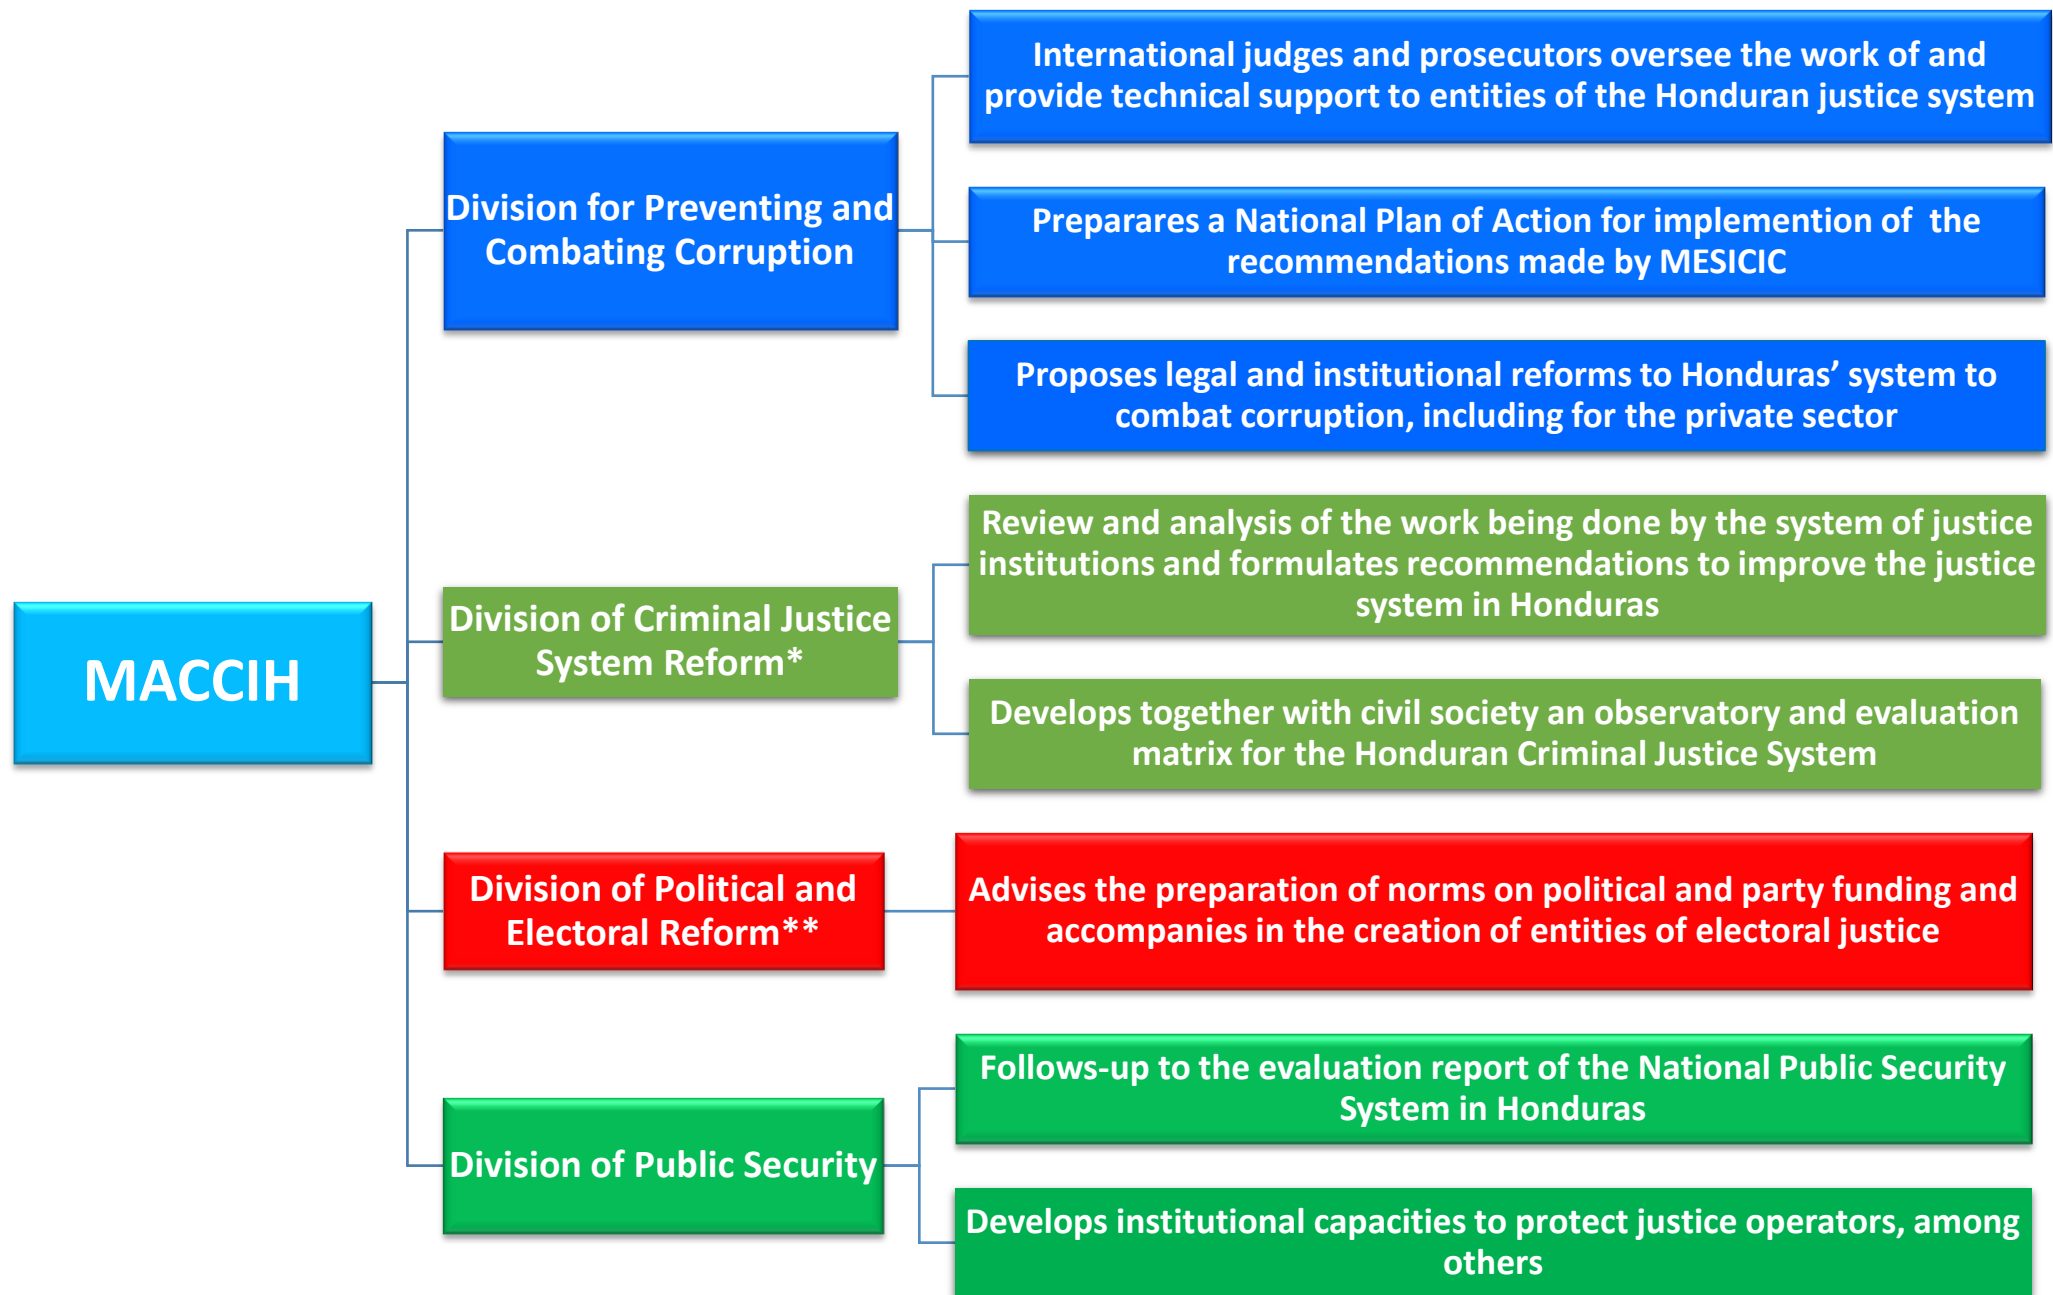 MACCIH
Division for Preventing and
Combating Corruption
International judges and prosecutors oversee the work of and
provide technical support to entities of the Honduran justice system
Preparares a National Plan of Action for implemention of  the
recommendations made by MESICIC
Proposes legal and institutional reforms to Honduras’ system to
combat corruption, including for the private sector
Division of Criminal Justice
System Reform*
Review and analysis of the work being done by the system of justice
institutions and formulates recommendations to improve the justice
system in Honduras
Develops together with civil society an observatory and evaluation
matrix for the Honduran Criminal Justice System
Division of Political and
Electoral Reform**
Advises the preparation of norms on political and party funding and
accompanies in the creation of entities of electoral justice
Division of Public Security
Follows-up to the evaluation report of the National Public Security
System in Honduras
Develops institutional capacities to protect justice operators, among
others